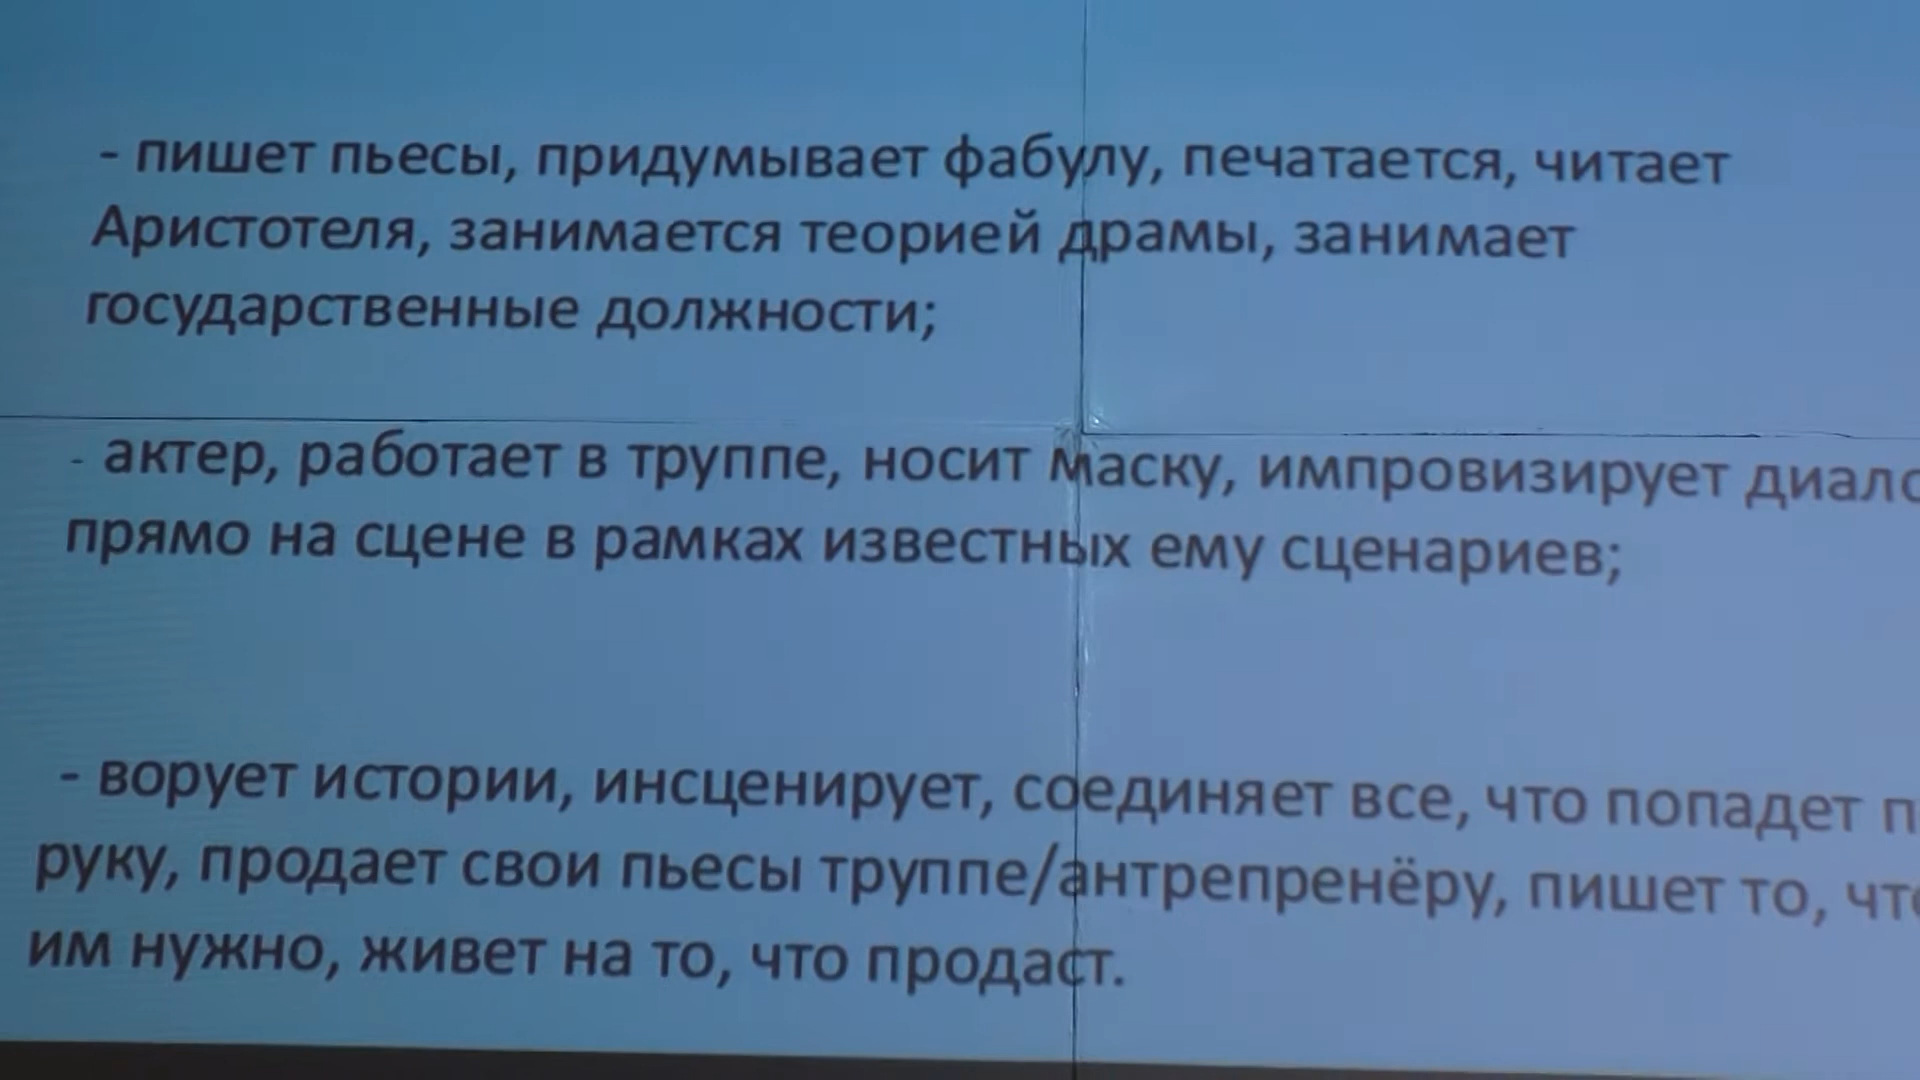 - пишет пьесы, придумывает фабулу, печатается, читает
Аристотеля, занимается теорией драмы, занимает
государственные должности;
- актер, работает в труппе, носит маску, импровизирует
прямо на сцене в рамках известных ему сценариев;
- ворует истории, инсценирует, соединяет все, что попадет
руку, продает свои пьесы труппе/антрепренёру, пишет то, что
им нужно, живет на то, что продаст.